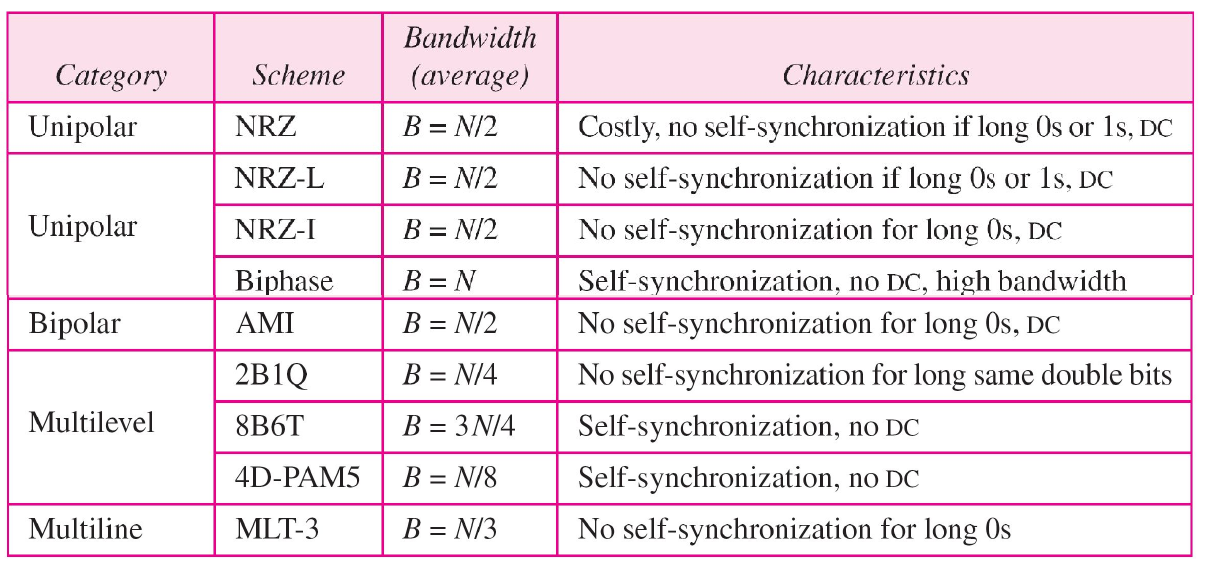 Category Scheme Bandwidth (average) Characteristics
Unipolar NRZ B = N/2 Costly, no self-synchronization if long 0s or 1s, DC
Unipolar NRZ-L B = N/2 No self-synchronization if long 0s or 1s, DC
NRZ-I B = N/2 No self-synchronization for long 0s, DC
Biphase B = N Self-synchronization, no DC, high bandwidth
Bipolar AMI B = N/2 No self-synchronization for long 0s, DC
Multilevel 2B1Q B = N/4 No self-synchronization for long same double bits
8B6T B = 3N/4 Self-synchronization, no DC
4D-PAM5 B = N/8 Self-synchronization, no DC
Multiline MLT-3 B = N/3 No self-synchronization for long 0s